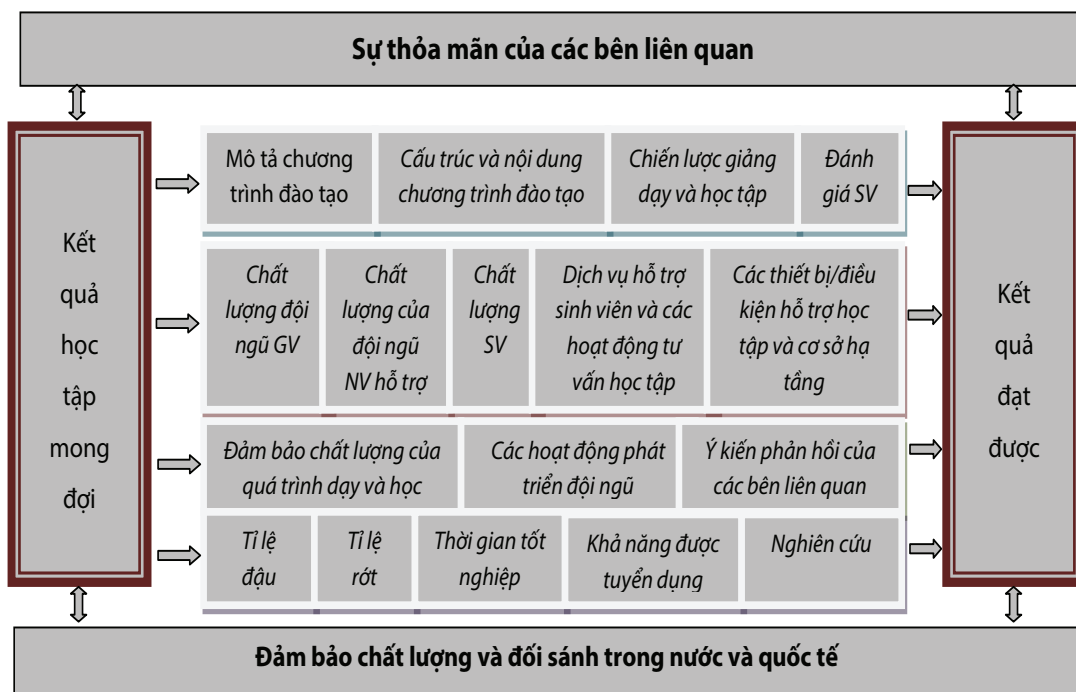 Sự thỏa mãn của các bên liên quan
Kết
quả
học
tập
mong
đợi
Mô tả chương
trình đào tạo
Cấu trúc và nội dung
chương trình đào tạo
Chiến lược giảng
dạy và học tập
Đánh
giá SV
Chất
lượng đội
ngũ GV
Chất
lượng của
đội ngũ
NV hỗ trợ
Chất
lượng
SV
Dịch vụ hỗ trợ
sinh viên và các
hoạt động tư
vấn học tập
Các thiết bị/điều
kiện hỗ trợ học
tập và cơ sở hạ
tầng
Đảm bảo chất lượng của
quá trình dạy và học
Các hoạt động phát
triển đội ngũ
Ý kiến phản hồi của
các bên liên quan
Tỉ lệ
đậu
Tỉ lệ
rớt
Thời gian tốt
nghiệp
Khả năng được
tuyển dụng
Nghiên cứu
Kết
quả
đạt
được
Đảm bảo chất lượng và đối sánh trong nước và quốc tế